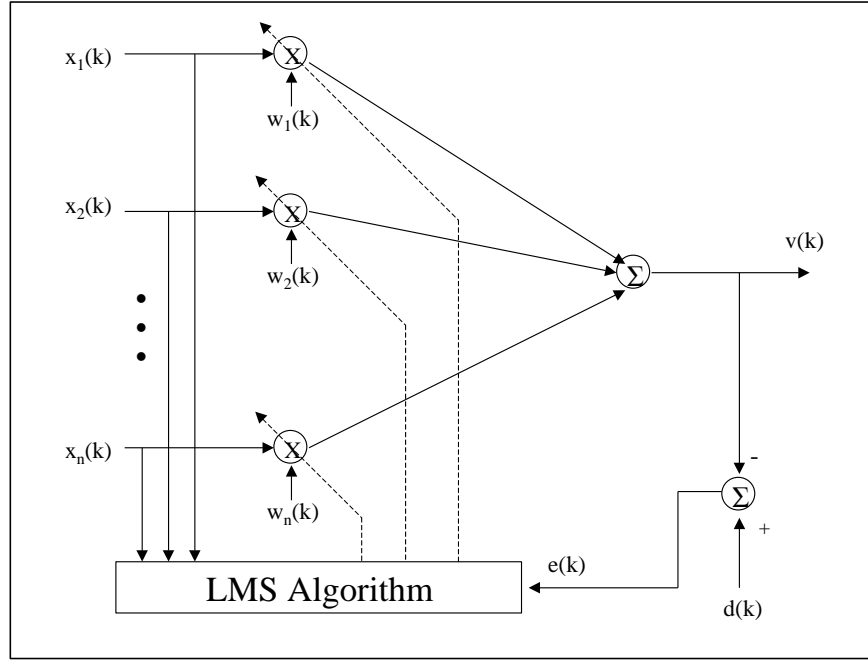 x₁(k)
X
w₁(k)
x₂(k)
X
w₂(k)
Σ
v(k)
xₙ(k)
X
wₙ(k)
-
Σ
+
e(k)
d(k)
LMS Algorithm